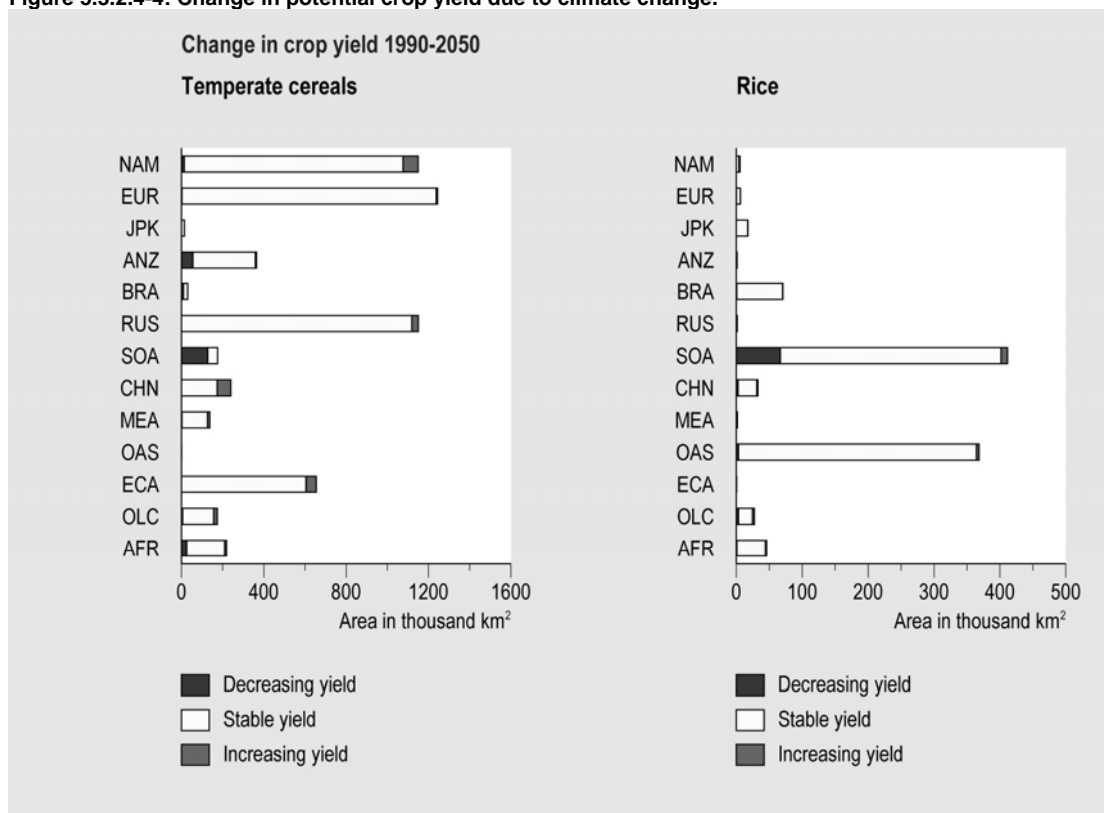 Figure 5.3.2.4-4: Change in potential crop yield due to climate change.
Change in crop yield 1990-2050
Temperate cereals
NAM
EUR
JPK
ANZ
BRA
RUS
SOA
CHN
MEA
OAS
ECA
OLC
AFR
0 400 800 1200 1600
Area in thousand km²
Decreasing yield
Stable yield
Increasing yield
Rice
NAM
EUR
JPK
ANZ
BRA
RUS
SOA
CHN
MEA
OAS
ECA
OLC
AFR
0 100 200 300 400 500
Area in thousand km²
Decreasing yield
Stable yield
Increasing yield